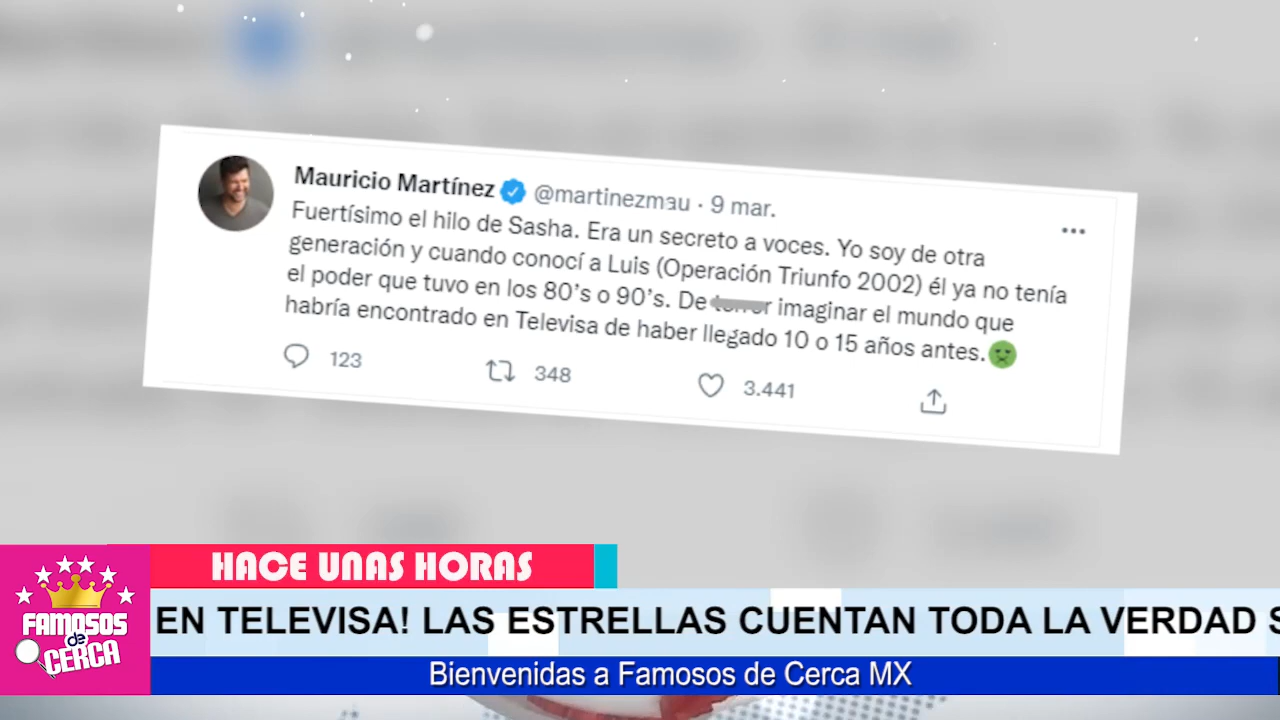 Mauricio Martínez @martinezmau · 9 mar.
Fuertísimo el hilo de Sasha. Era un secreto a voces. Yo soy de otra
generación y cuando conocí a Luis (Operación Triunfo 2002) él ya no tenía
el poder que tuvo en los 80's o 90's. De terror imaginar el mundo que
habría encontrado en Televisa de haber llegado 10 o 15 años antes.
123 348 3.441
HACE UNAS HORAS
EN TELEVISA! LAS ESTRELLAS CUENTAN TODA LA VERDAD S
FAMOSOS
de
CERCA
Bienvenidas a Famosos de Cerca MX